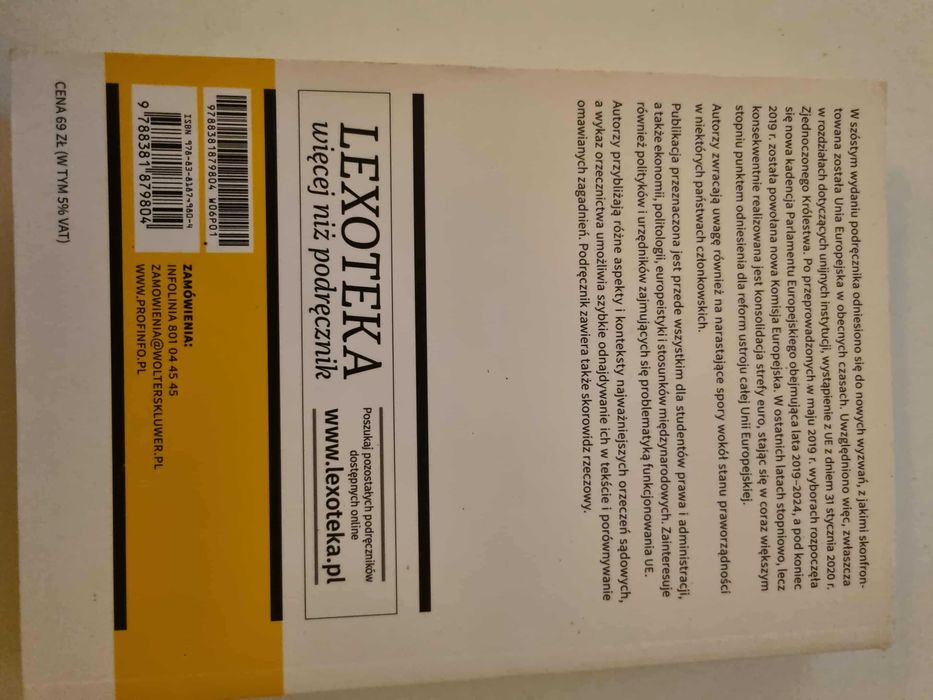 W szóstym wydaniu podręcznika odniesiono się do nowych wyzwań, z jakimi skonfron-
towana została Unia Europejska w obecnych czasach. Uwzględniono więc, zwłaszcza
w rozdziałach dotyczących unijnych instytucji, wystąpienie z UE z dniem 31 stycznia 2020 r.
Zjednoczonego Królestwa. Po przeprowadzonych w maju 2019 r. wyborach rozpoczęła
się nowa kadencja Parlamentu Europejskiego obejmująca lata 2019–2024, a pod koniec
2019 r. została powołana nowa Komisja Europejska. W ostatnich latach stopniowo, lecz
konsekwentnie realizowana jest konsolidacja strefy euro, stając się w coraz większym
stopniu punktem odniesienia dla reform ustroju całej Unii Europejskiej.
Autorzy zwracają uwagę również na narastające spory wokół stanu praworządności
w niektórych państwach członkowskich.
Publikacja przeznaczona jest przede wszystkim dla studentów prawa i administracji,
a także ekonomii, politologii, europeistyki i stosunków międzynarodowych. Zainteresuje
również polityków i urzędników zajmujących się problematyką funkcjonowania UE.
Autorzy przybliżają różne aspekty i konteksty najważniejszych orzeczeń sądowych,
a wykaz orzecznictwa umożliwia szybkie odnajdywanie ich w tekście i porównywanie
omawianych zagadnień. Podręcznik zawiera także skorowidz rzeczowy.
LEXOTEKA
więcej niż podręcznik
Poszukaj pozostałych podręczników
dostępnych online
www.lexoteka.pl
9788381879804 W06P01
ISBN 978-83-8187-980-4
9 788381 879804
ZAMÓWIENIA:
INFOLINIA 801 04 45 45
ZAMOWIENIA@WOLTERSKLUWER.PL
WWW.PROFINFO.PL
CENA 69 ZŁ (W TYM 5% VAT)